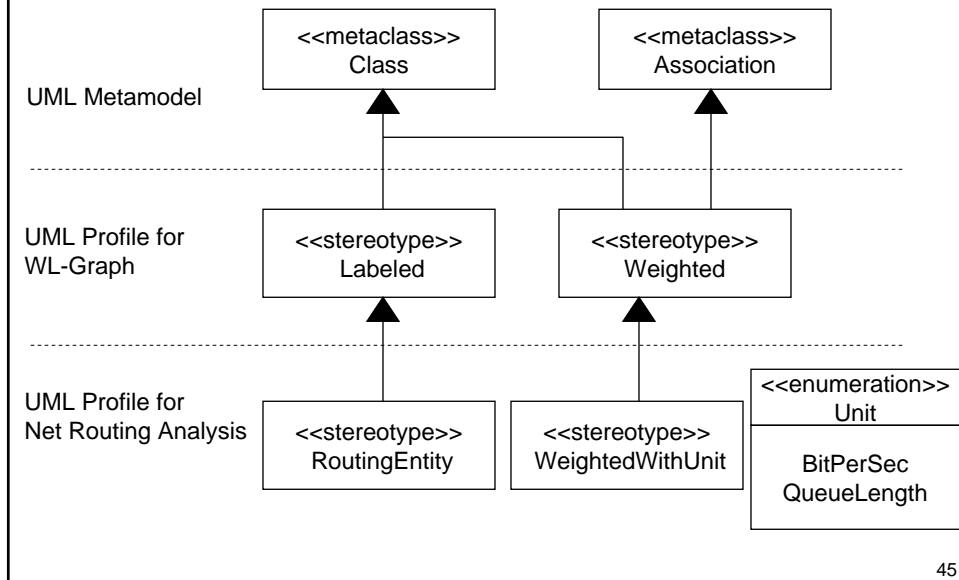 <<metaclass>>
Class
<<metaclass>>
Association
UML Metamodel
UML Profile for
WL-Graph
<<stereotype>>
Labeled
<<stereotype>>
Weighted
UML Profile for
Net Routing Analysis
<<stereotype>>
RoutingEntity
<<stereotype>>
WeightedWithUnit
<<enumeration>>
Unit
BitPerSec
QueueLength
45